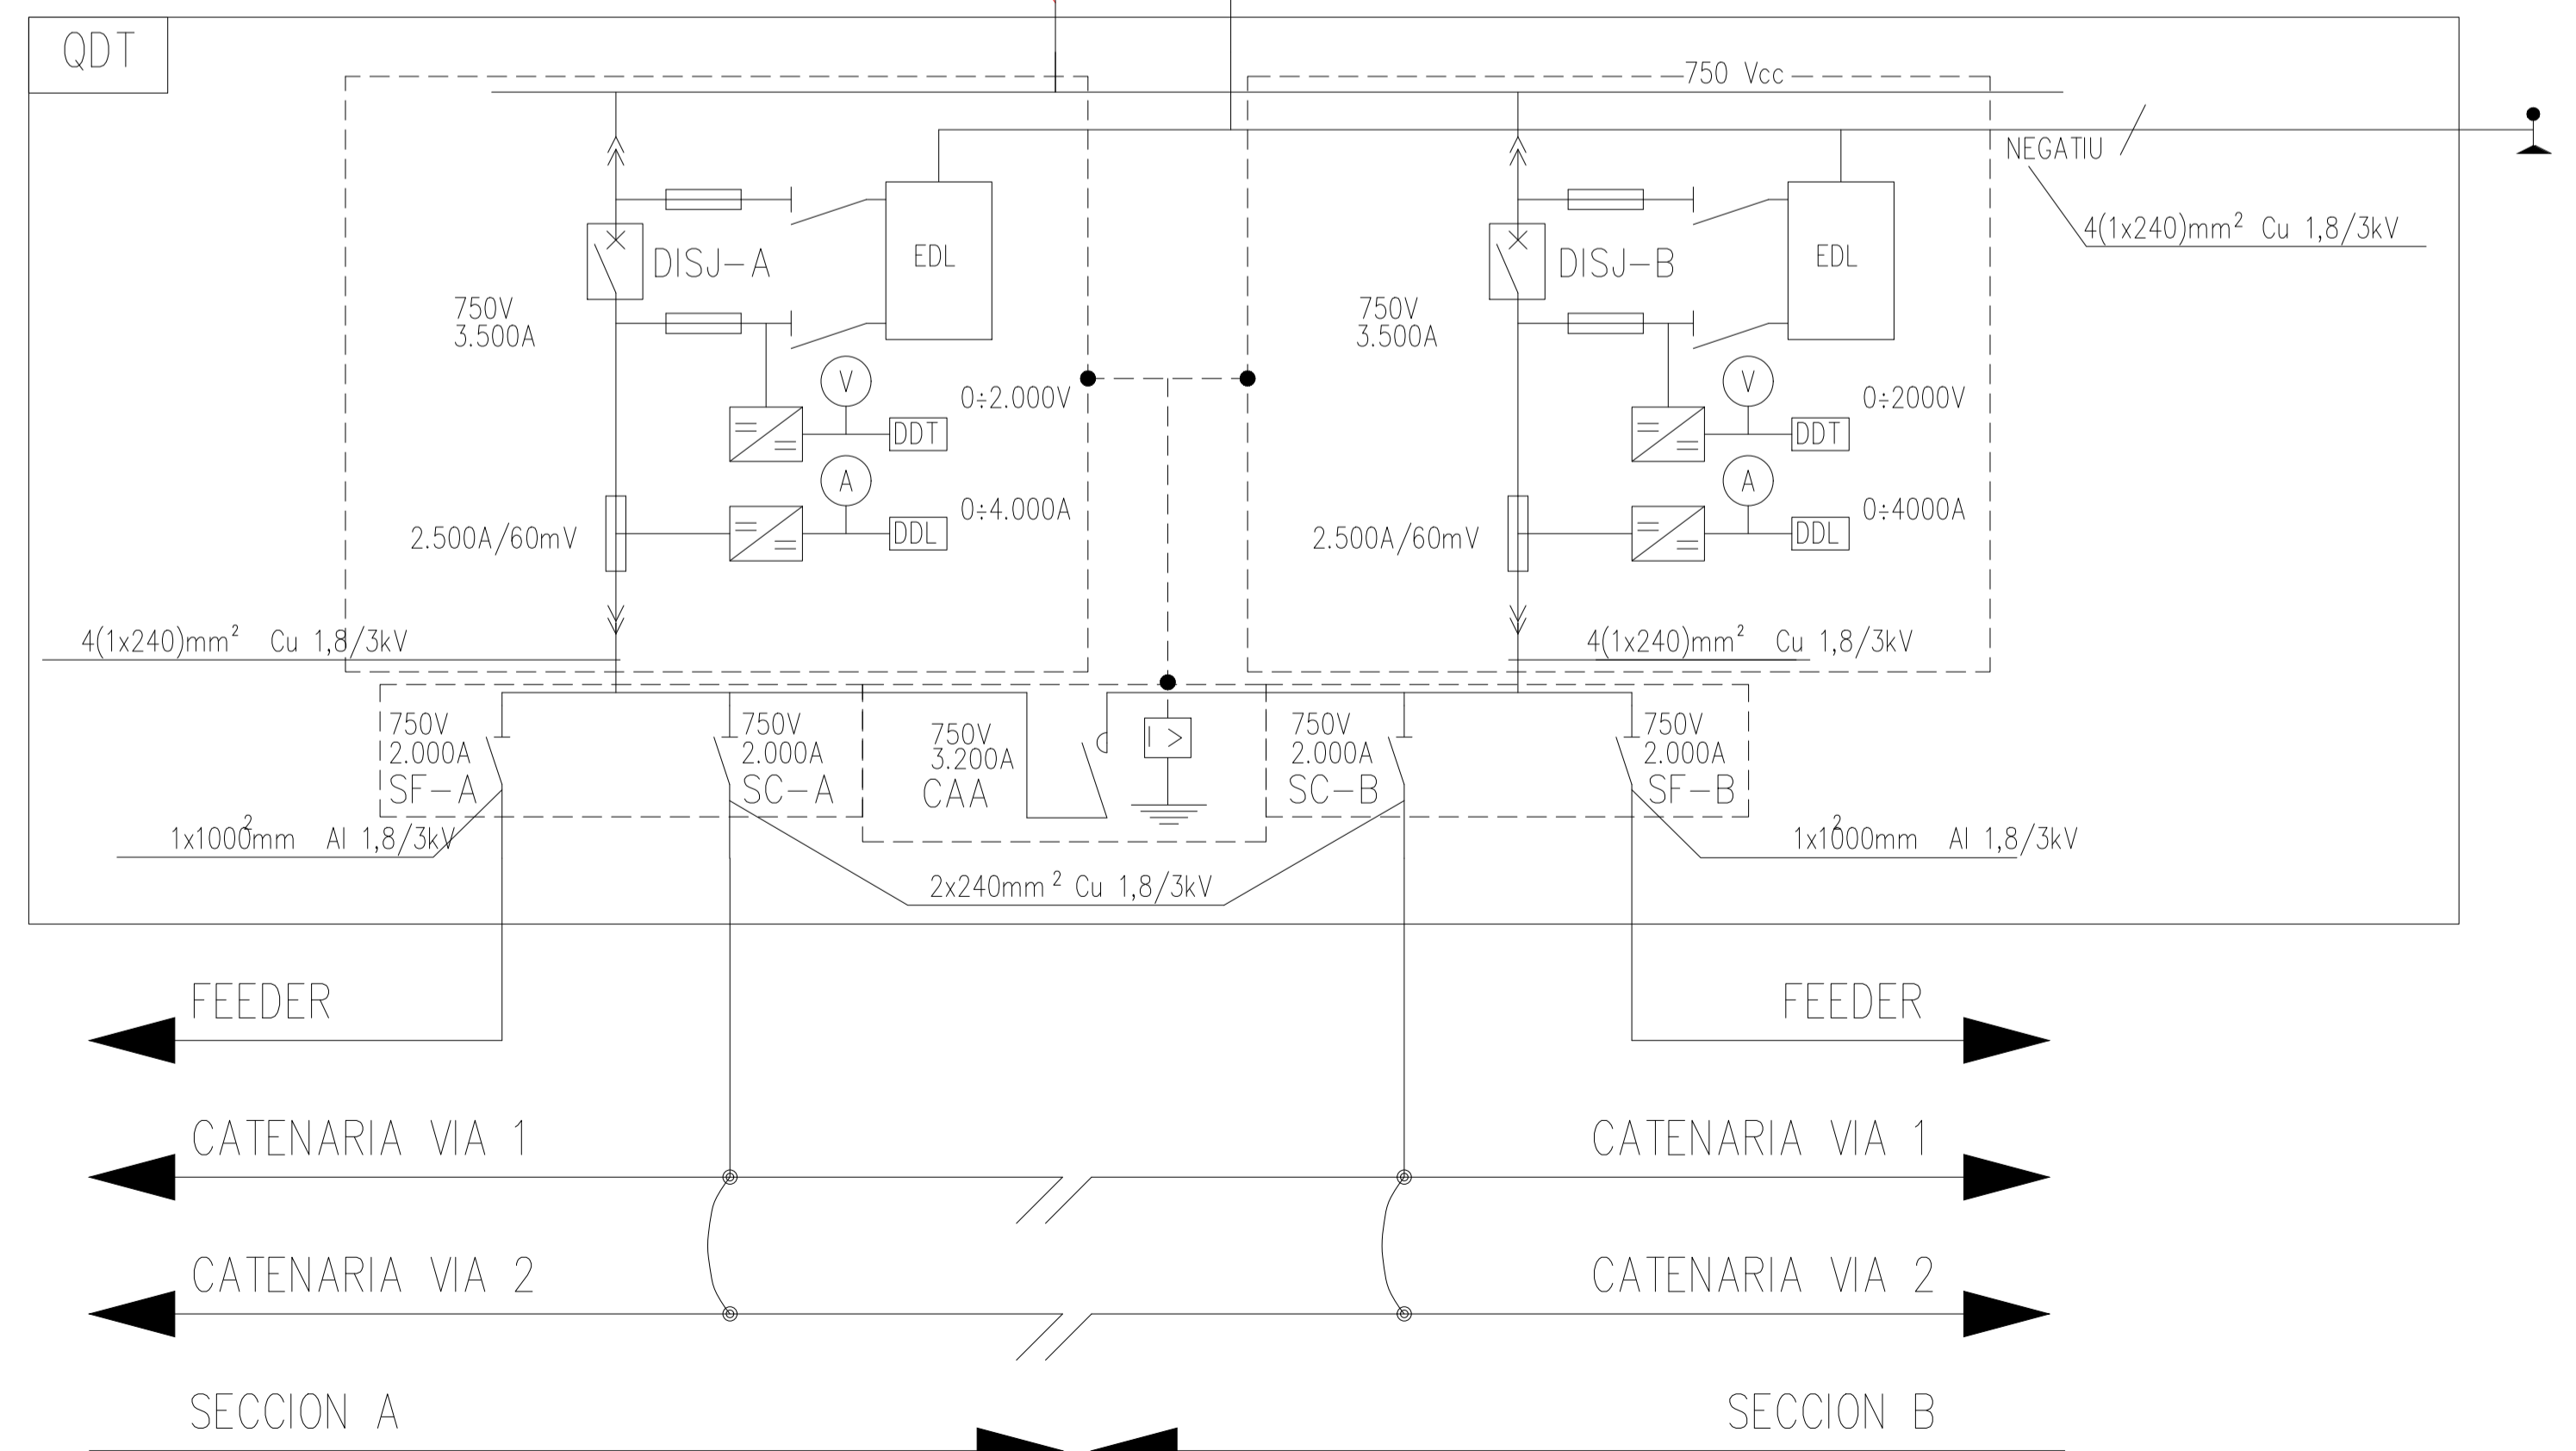 QDT
750 Vcc
NEGATIU
4(1x240)mm² Cu 1,8/3kV
DISJ-A
EDL
750V
3.500A
V
0÷2.000V
DDT
A
0÷4.000A
DDL
2.500A/60mV
4(1x240)mm² Cu 1,8/3kV
DISJ-B
EDL
750V
3.500A
V
0÷2000V
DDT
A
0÷4000A
DDL
2.500A/60mV
4(1x240)mm² Cu 1,8/3kV
750V
2.000A
SF-A
750V
2.000A
SC-A
750V
3.200A
CAA
I >
750V
2.000A
SC-B
750V
2.000A
SF-B
1x1000mm² Al 1,8/3kV
2x240mm² Cu 1,8/3kV
1x1000mm² Al 1,8/3kV
FEEDER
FEEDER
CATENARIA VIA 1
CATENARIA VIA 1
CATENARIA VIA 2
CATENARIA VIA 2
SECCION A
SECCION B